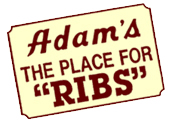 Adam's
THE PLACE FOR
"RIBS"